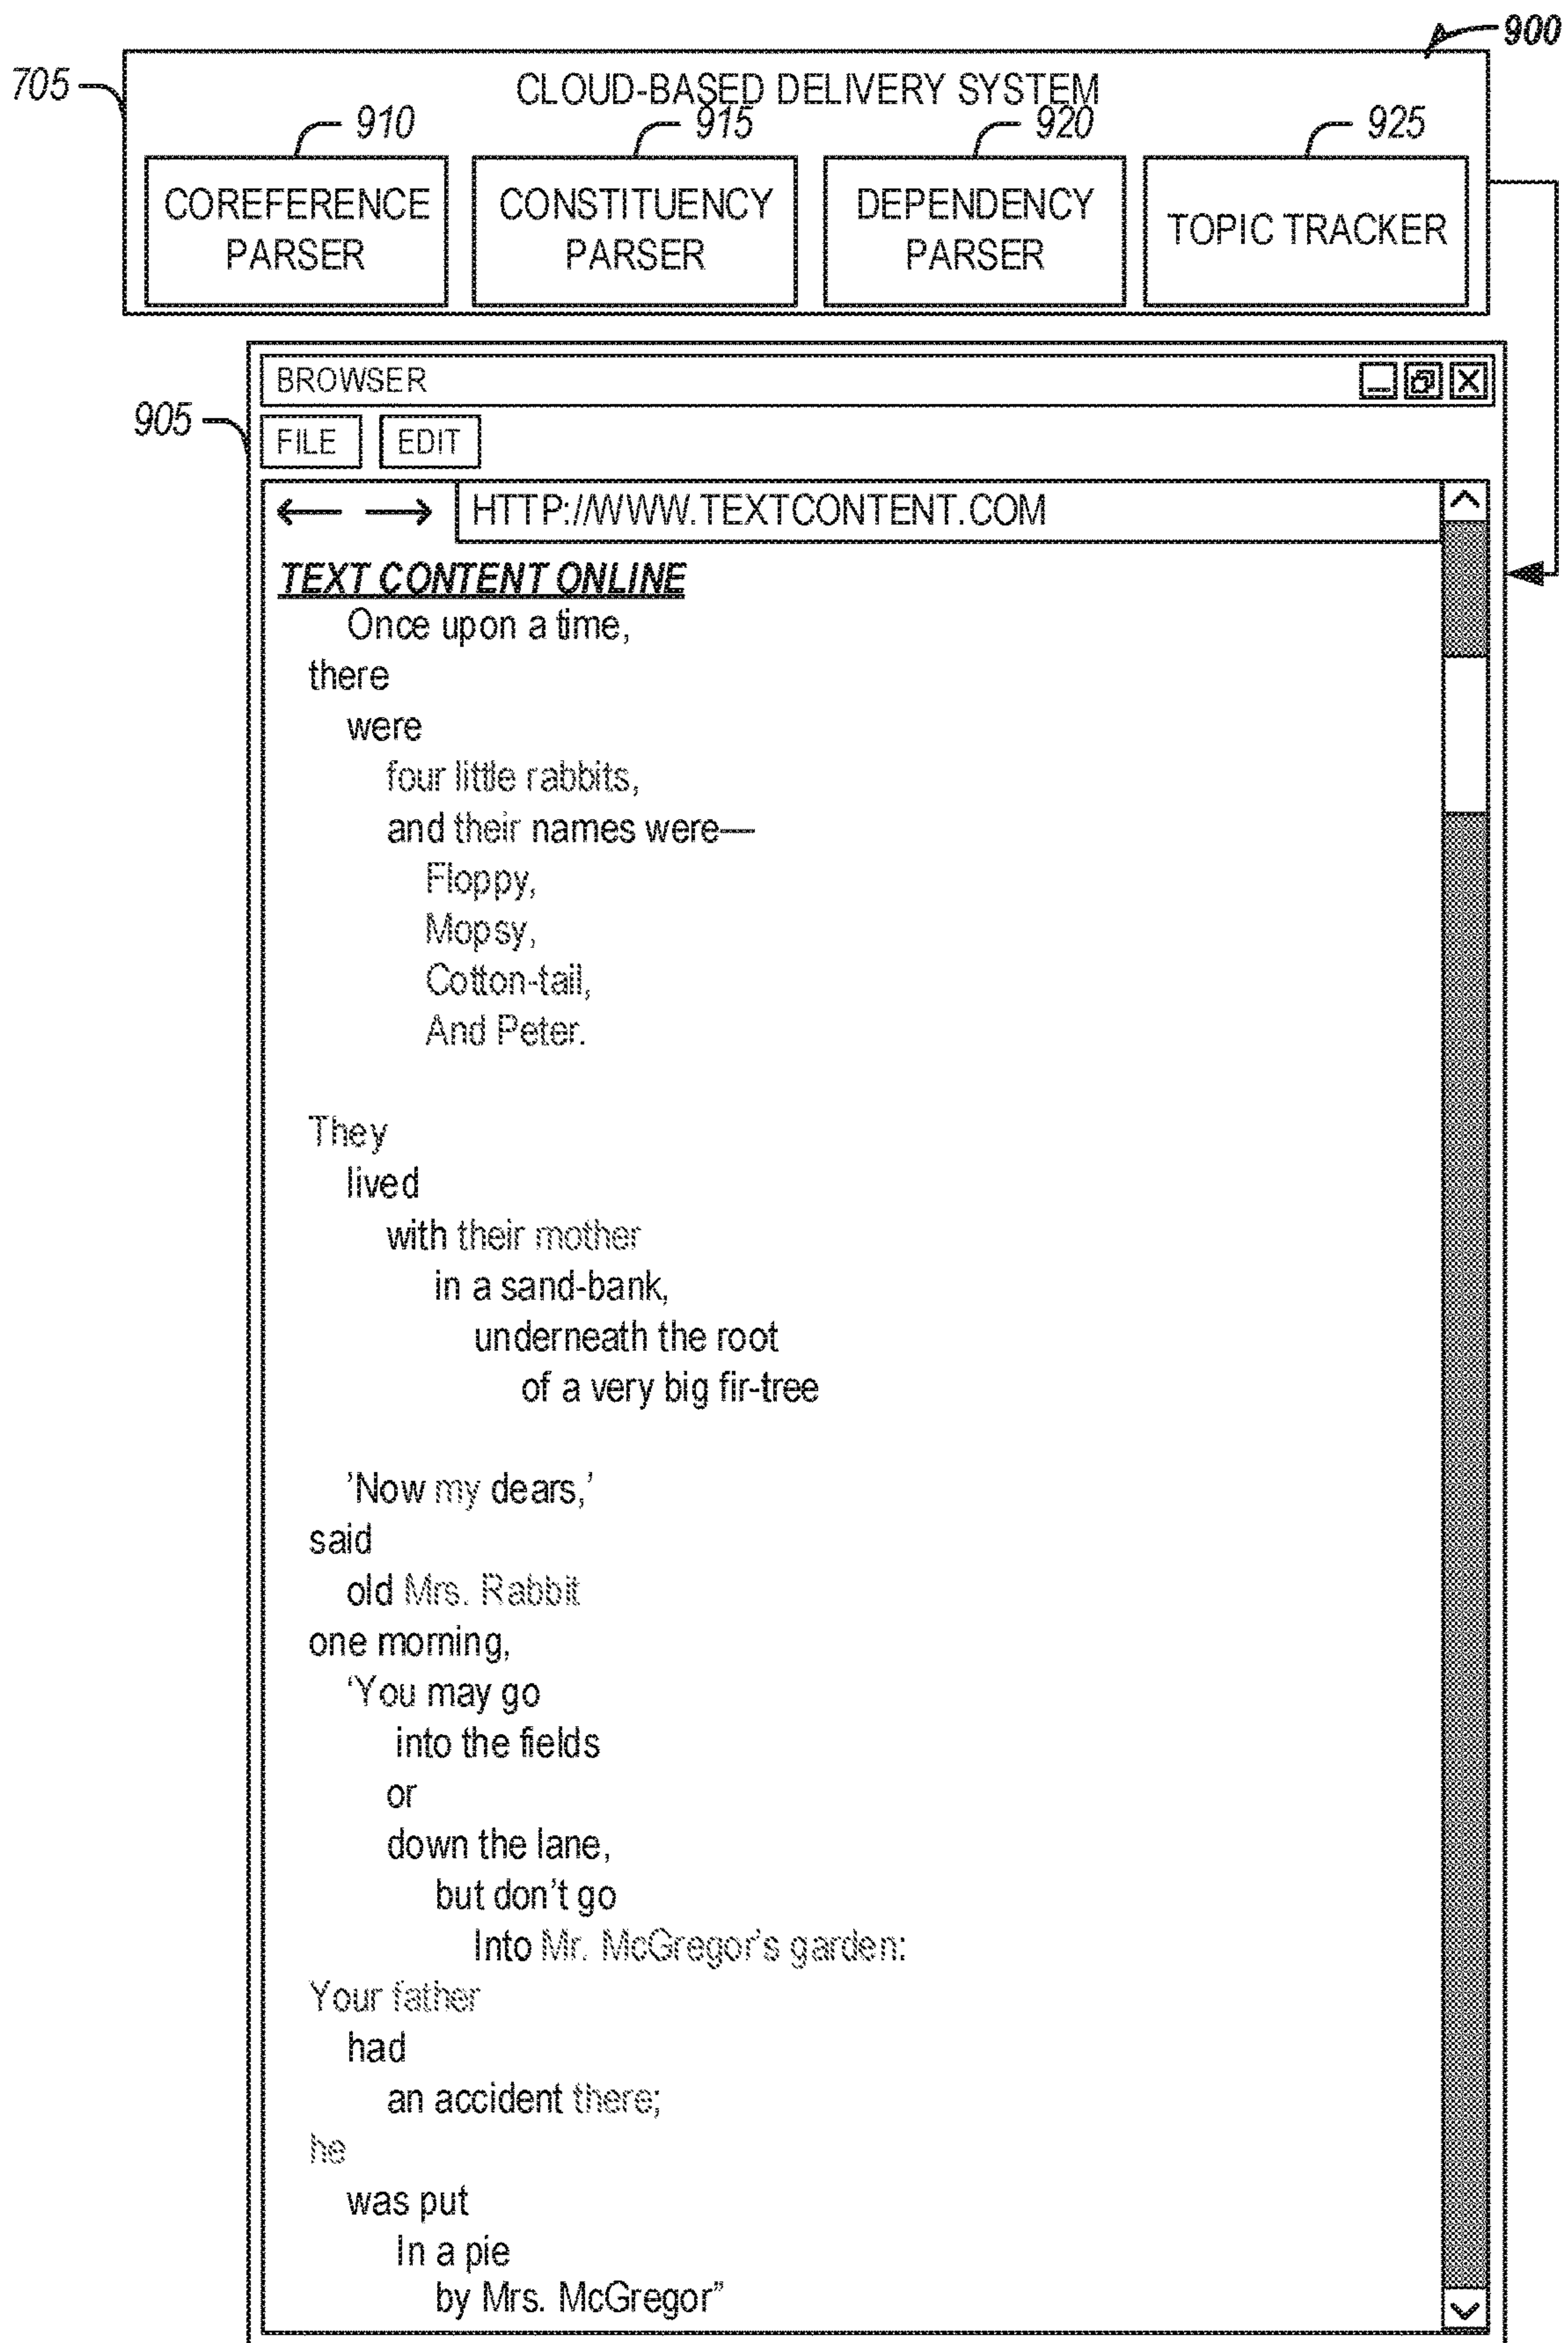 900
705
CLOUD-BASED DELIVERY SYSTEM
910 915 920 925
COREFERENCE PARSER
CONSTITUENCY PARSER
DEPENDENCY PARSER
TOPIC TRACKER
BROWSER
905
FILE EDIT
HTTP://WWW.TEXTCONTENT.COM
TEXT CONTENT ONLINE
Once upon a time,
there
were
four little rabbits,
and their names were—
Floppy,
Mopsy,
Cotton-tail,
And Peter.
They
lived
with their mother
in a sand-bank,
underneath the root
of a very big fir-tree
'Now my dears,'
said
old Mrs. Rabbit
one morning,
‘You may go
into the fields
or
down the lane,
but don't go
Into Mr. McGregor's garden:
Your father
had
an accident there;
he
was put
In a pie
by Mrs. McGregor”